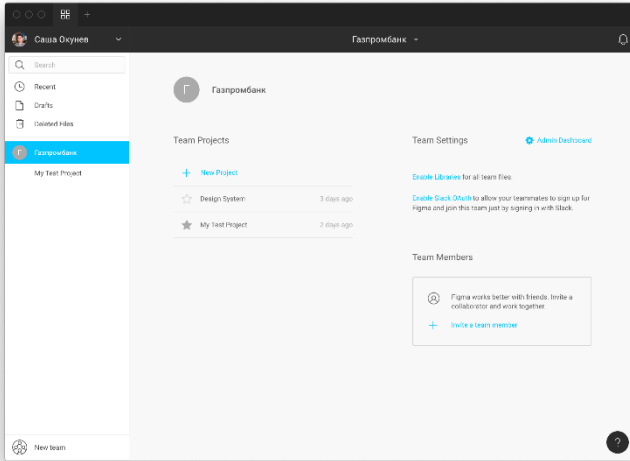 Саша Окунев
Газпромбанк
Search
Recent
Drafts
Deleted Files
Г Газпромбанк
My Test Project
New team
Г Газпромбанк
Team Projects
New Project
Design System 3 days ago
My Test Project 2 days ago
Team Settings Admin Dashboard
Enable Libraries for all team files.
Enable Slack OAuth to allow your teammates to sign up for
Figma and join this team just by signing in with Slack.
Team Members
Figma works better with friends. Invite a
collaborator and work together
Invite a team member
?